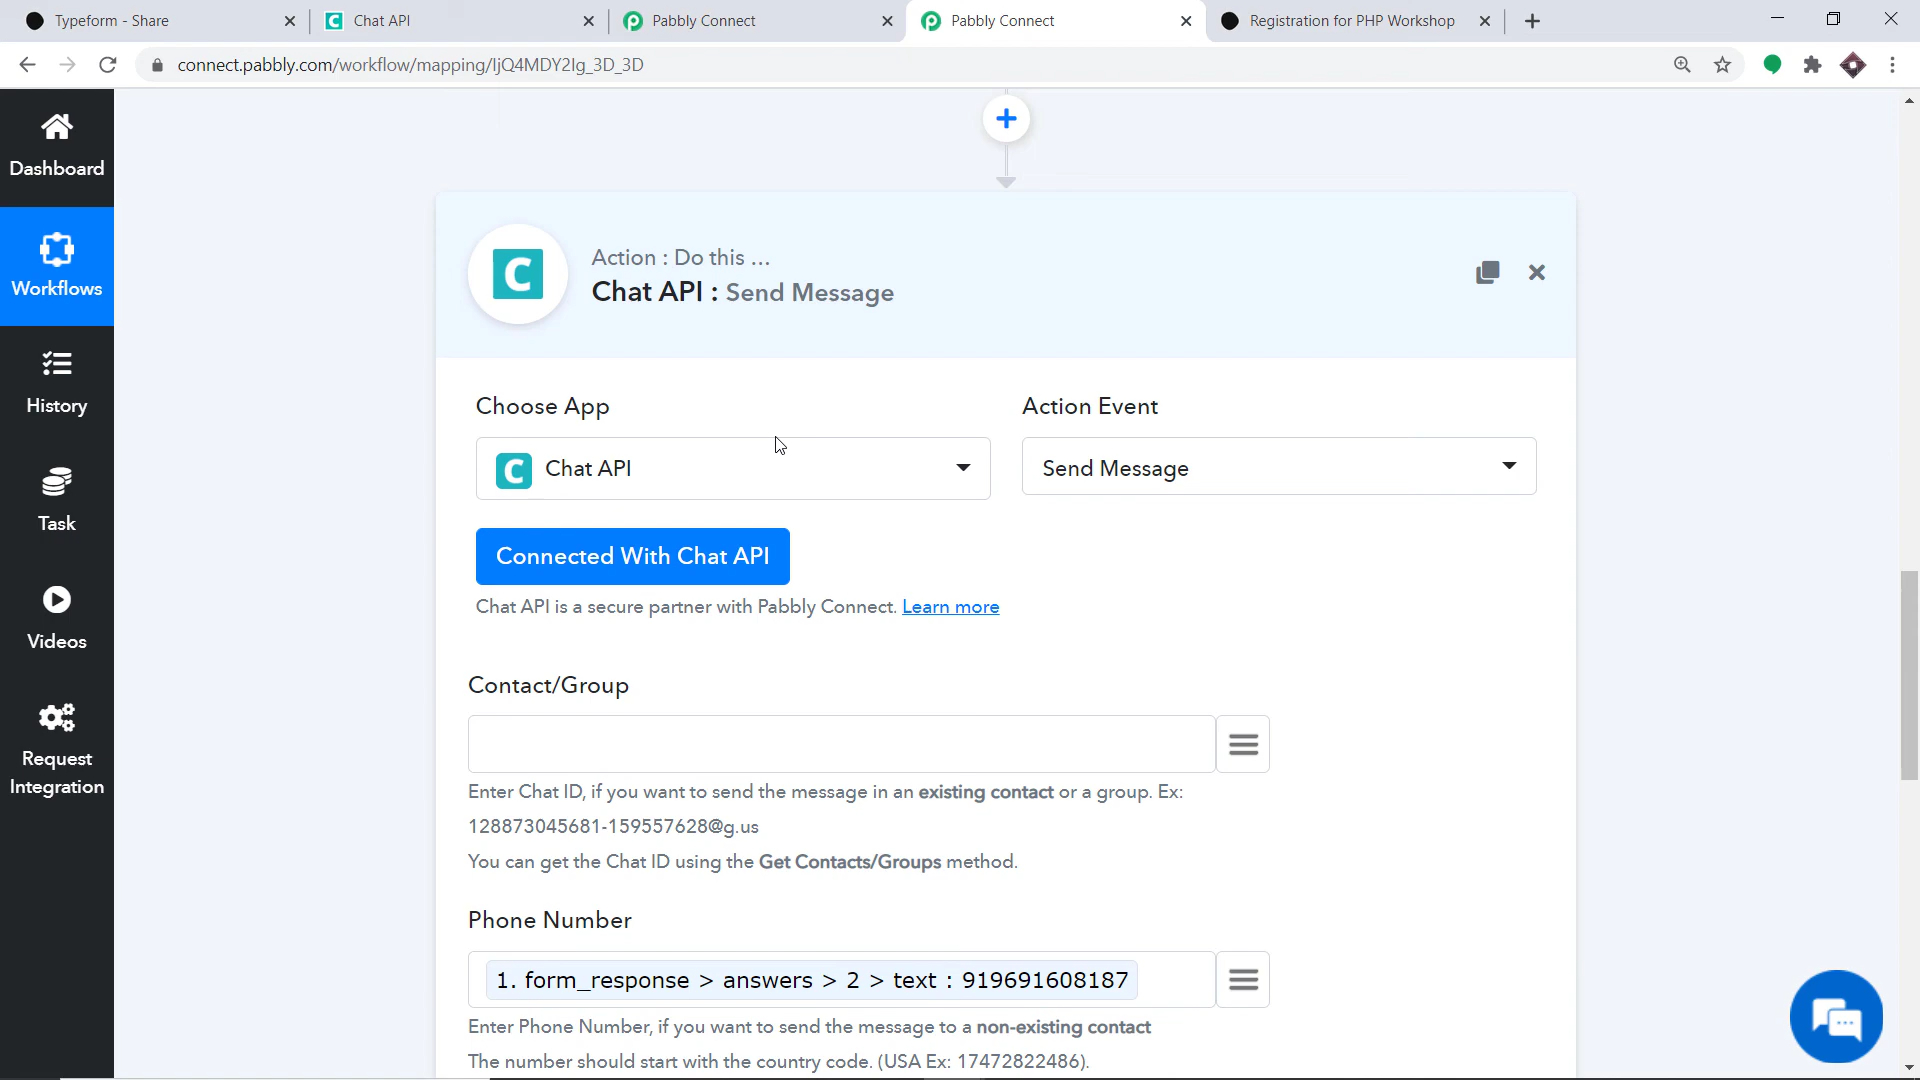 Typeform - Share
Chat API
Pabbly Connect
Pabbly Connect
Registration for PHP Workshop
connect.pabbly.com/workflow/mapping/IjQ4MDY2Ig_3D_3D
Dashboard
Workflows
History
Task
Videos
Request
Integration
Action : Do this ...
Chat API : Send Message
Choose App
Action Event
Chat API
Send Message
Connected With Chat API
Chat API is a secure partner with Pabbly Connect. Learn more
Contact/Group
Enter Chat ID, if you want to send the message in an existing contact or a group. Ex:
128873045681-159557628@g.us
You can get the Chat ID using the Get Contacts/Groups method.
Phone Number
1. form_response > answers > 2 > text : 919691608187
Enter Phone Number, if you want to send the message to a non-existing contact
The number should start with the country code. (USA Ex: 17472822486).